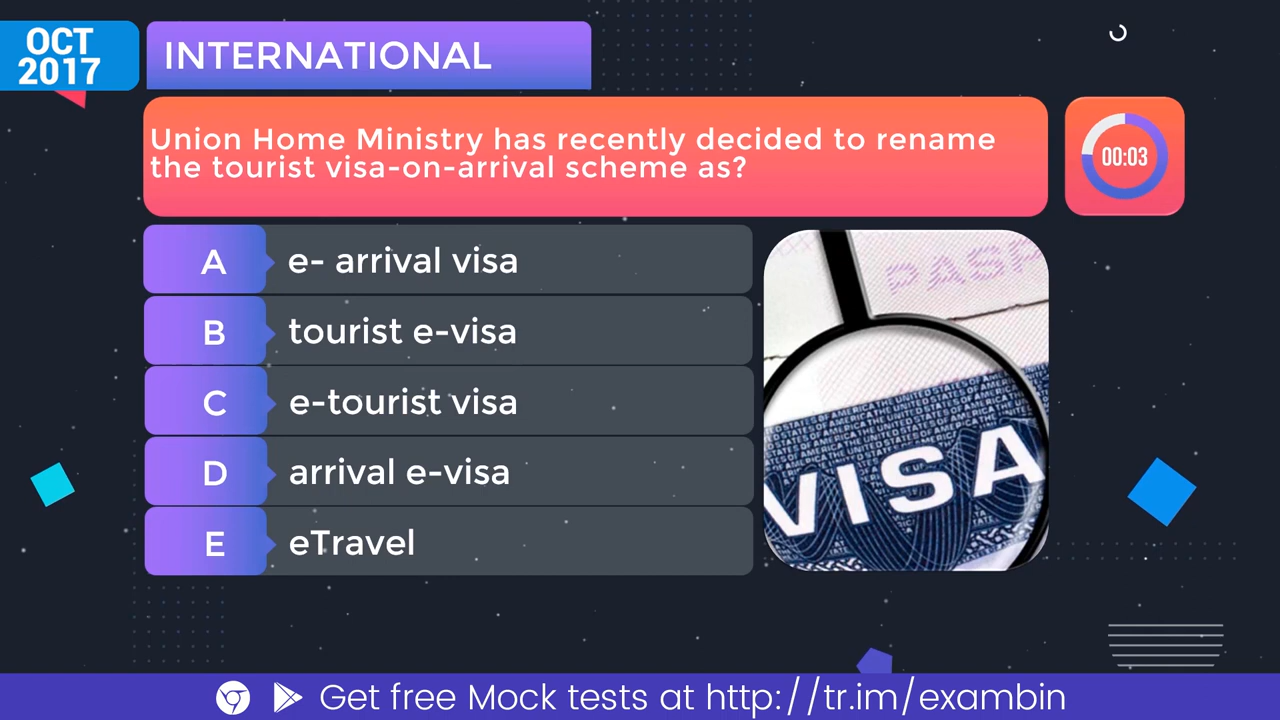 OCT
2017
INTERNATIONAL
Union Home Ministry has recently decided to rename
the tourist visa-on-arrival scheme as?
00:03
A e- arrival visa
B tourist e-visa
C e-tourist visa
D arrival e-visa
E eTravel
PASP
VISA
Get free Mock tests at http://tr.im/exambin